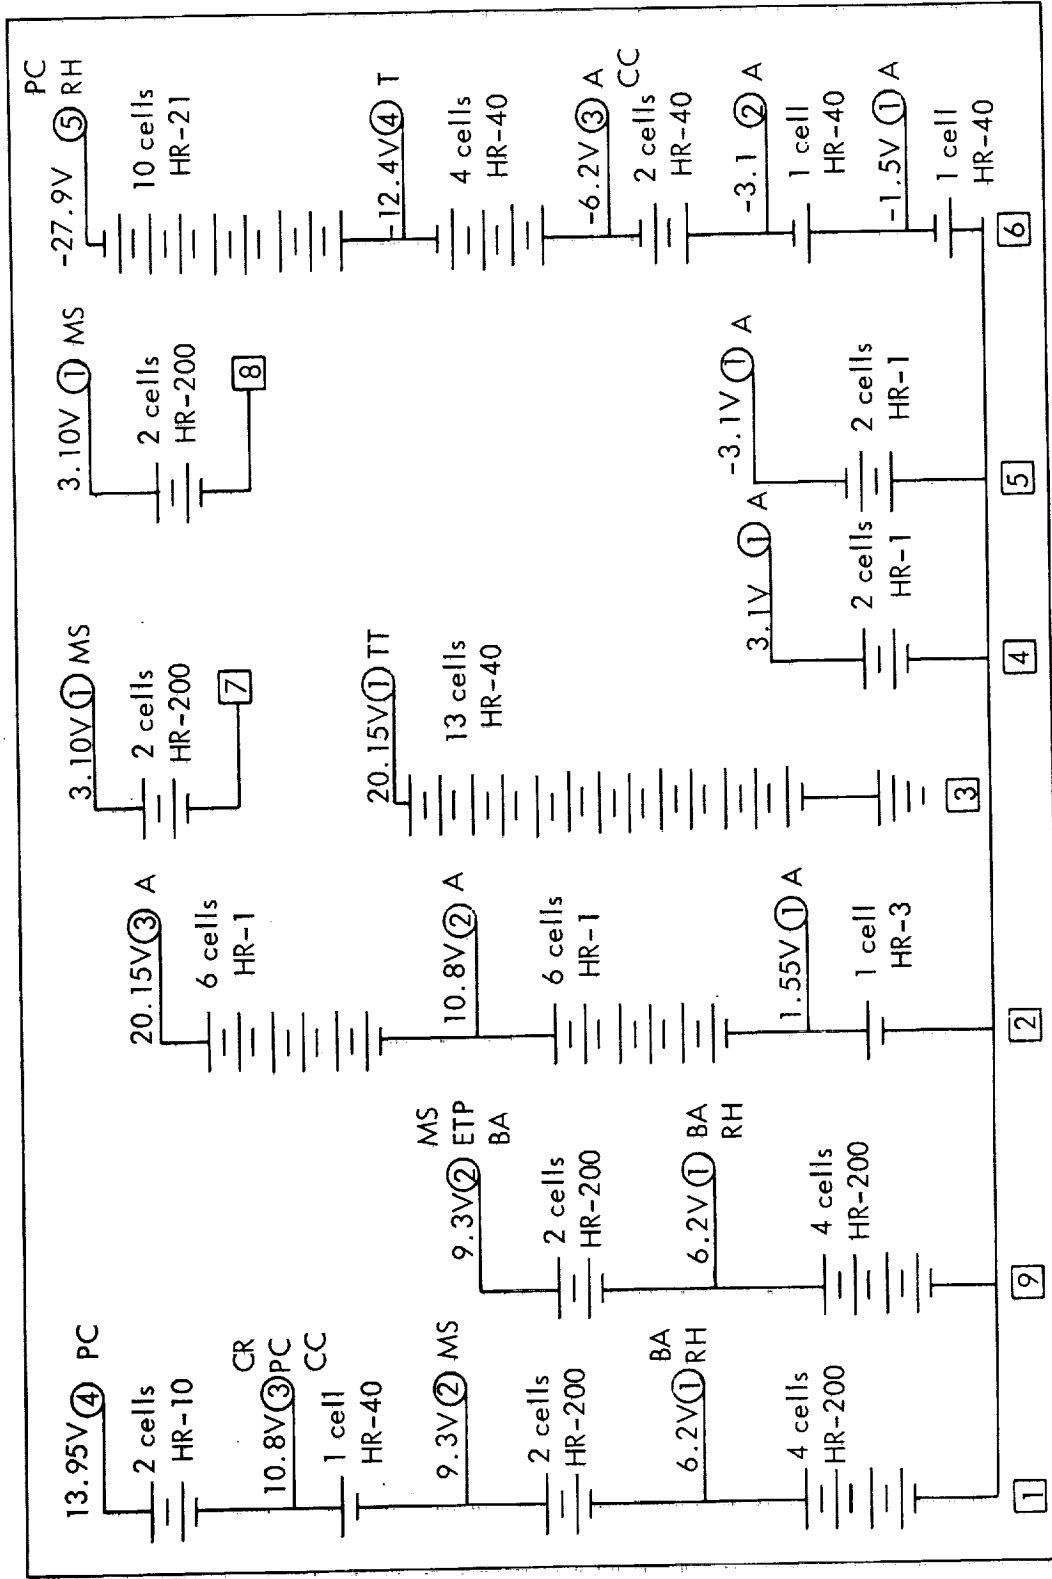 13.95V ④ PC
2 cells
HR-10
CR
10.8V ③ PC
CC
1 cell
HR-40
9.3V ② MS
2 cells
HR-200
BA
6.2V ① RH
4 cells
HR-200
1
MS
9.3V ② ETP
BA
2 cells
HR-200
6.2V ① BA
RH
4 cells
HR-200
9
20.15V ③ A
6 cells
HR-1
10.8V ② A
6 cells
HR-1
1.55V ① A
1 cell
HR-3
2
3.10V ① MS
2 cells
HR-200
7
20.15V ① TT
13 cells
HR-40
3
3.10V ① MS
2 cells
HR-200
8
3.1V ① A
2 cells
HR-1
4
-3.1V ① A
2 cells
HR-1
5
PC
-27.9V ⑤ RH
10 cells
HR-21
-12.4V ④ T
4 cells
HR-40
-6.2V ③ A
CC
2 cells
HR-40
-3.1 ② A
1 cell
HR-40
-1.5V ① A
1 cell
HR-40
6